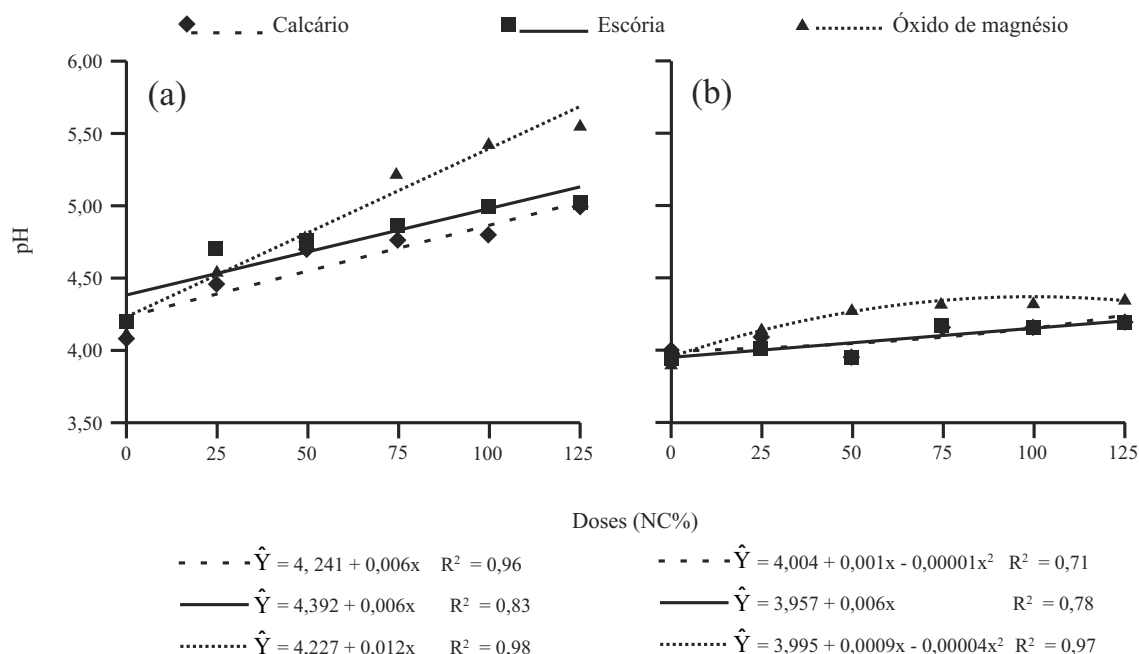 Calcário Escória Óxido de magnésio
6,00
(a) (b)
5,50
5,00
pH
4,50
4,00
3,50
0 25 50 75 100 125 0 25 50 75 100 125
Doses (NC%)
Ŷ = 4, 241 + 0,006x R² = 0,96
Ŷ = 4,392 + 0,006x R² = 0,83
Ŷ = 4,227 + 0,012x R² = 0,98
Ŷ = 4,004 + 0,001x - 0,00001x² R² = 0,71
Ŷ = 3,957 + 0,006x R² = 0,78
Ŷ = 3,995 + 0,0009x - 0,00004x² R² = 0,97